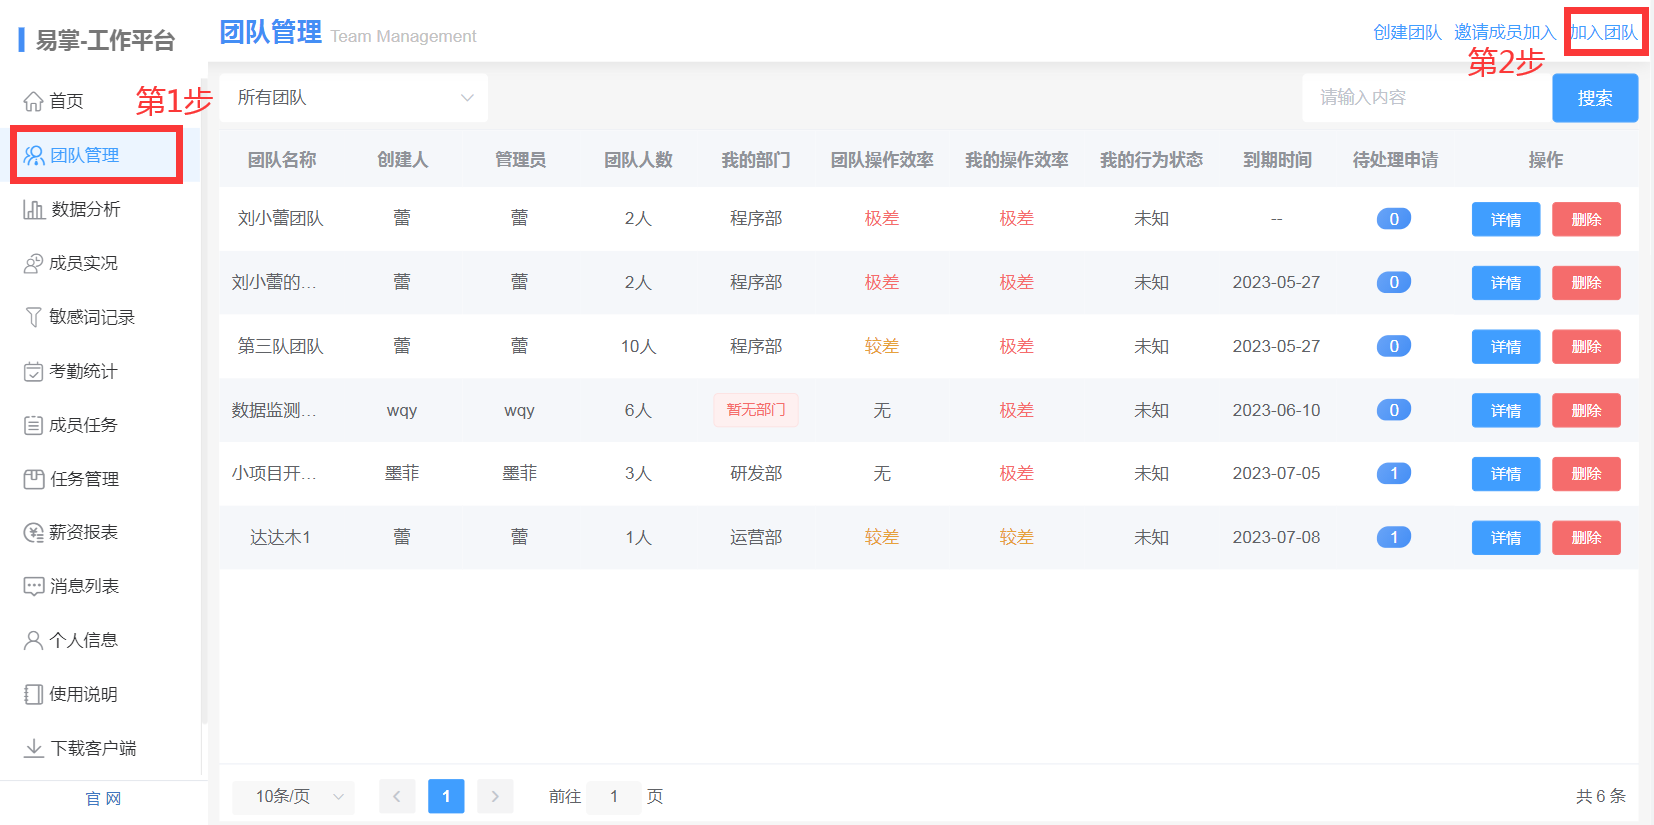 易掌-工作平台
首页
团队管理
数据分析
成员实况
敏感词记录
考勤统计
成员任务
任务管理
薪资报表
消息列表
个人信息
使用说明
下载客户端
官 网
第1步
团队管理 Team Management
创建团队 邀请成员加入 加入团队
第2步
所有团队 请输入内容 搜索
团队名称 创建人 管理员 团队人数 我的部门 团队操作效率 我的操作效率 我的行为状态 到期时间 待处理申请 操作
刘小蕾团队 蕾 蕾 2人 程序部 极差 极差 未知 -- 0 详情 删除
刘小蕾的... 蕾 蕾 2人 程序部 极差 极差 未知 2023-05-27 0 详情 删除
第三队团队 蕾 蕾 10人 程序部 较差 极差 未知 2023-05-27 0 详情 删除
数据监测... wqy wqy 6人 暂无部门 无 极差 未知 2023-06-10 0 详情 删除
小项目开... 墨菲 墨菲 3人 研发部 无 极差 未知 2023-07-05 1 详情 删除
达达木1 蕾 蕾 1人 运营部 较差 较差 未知 2023-07-08 1 详情 删除
10条/页 1 前往 1 页 共 6 条